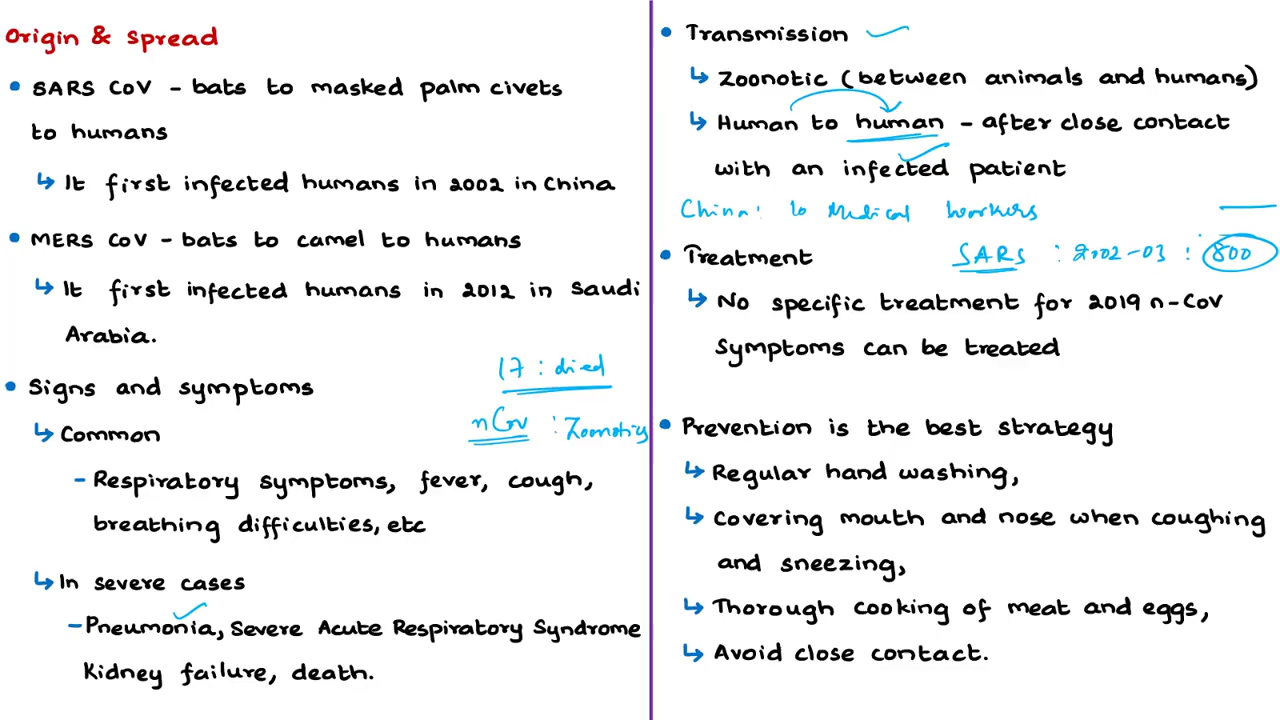 Origin & spread
• SARS CoV - bats to masked palm civets
to humans
↳ It first infected humans in 2002 in China
• MERS CoV - bats to camel to humans
↳ It first infected humans in 2012 in Saudi
Arabia.
17 : died
• Signs and symptoms
nCov : Zoonotics
↳ Common
- Respiratory symptoms, fever, cough,
breathing difficulties, etc
↳ In severe cases
- Pneumonia, Severe Acute Respiratory Syndrome
Kidney failure, death.
• Transmission
↳ Zoonotic (between animals and humans)
↳ Human to human - after close contact
with an infected patient
China: to Medical workers
• Treatment
SARS : 2002-03 : 800
↳ No specific treatment for 2019 n-CoV
Symptoms can be treated
• Prevention is the best strategy
↳ Regular hand washing,
↳ Covering mouth and nose when coughing
and sneezing,
↳ Thorough cooking of meat and eggs,
↳ Avoid close contact.